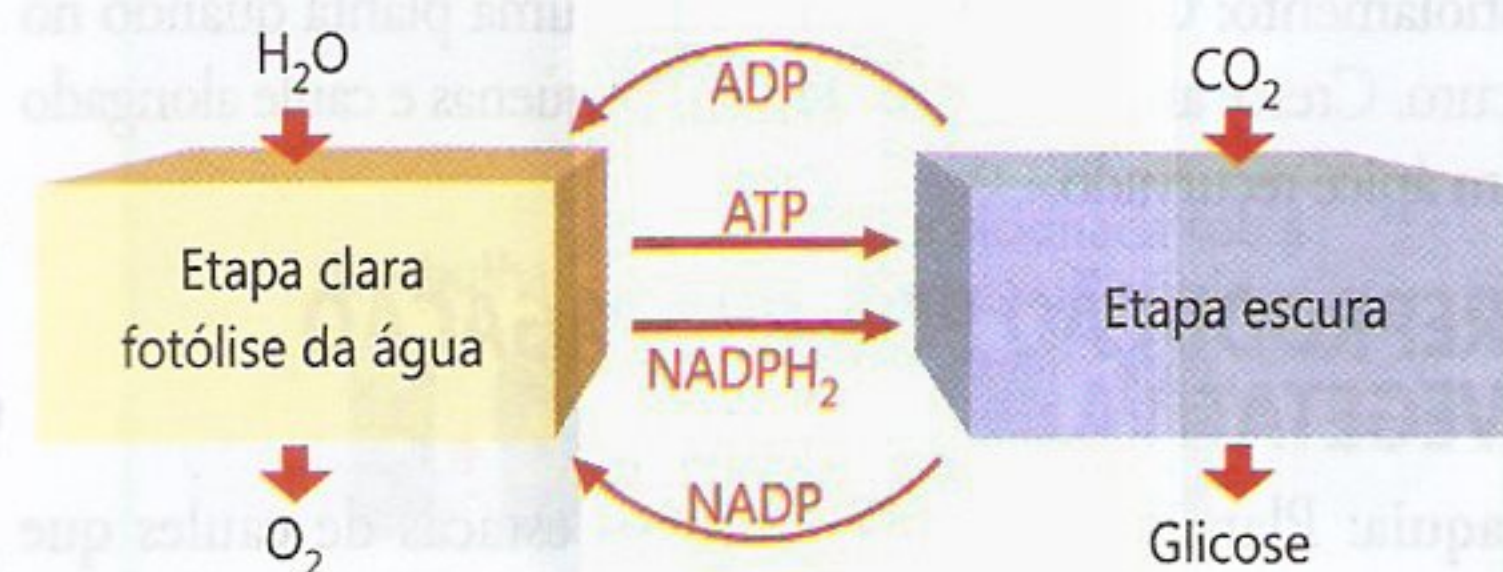 H₂O
ADP
CO₂
ATP
Etapa clara
fotólise da água
Etapa escura
NADPH₂
NADP
O₂
Glicose